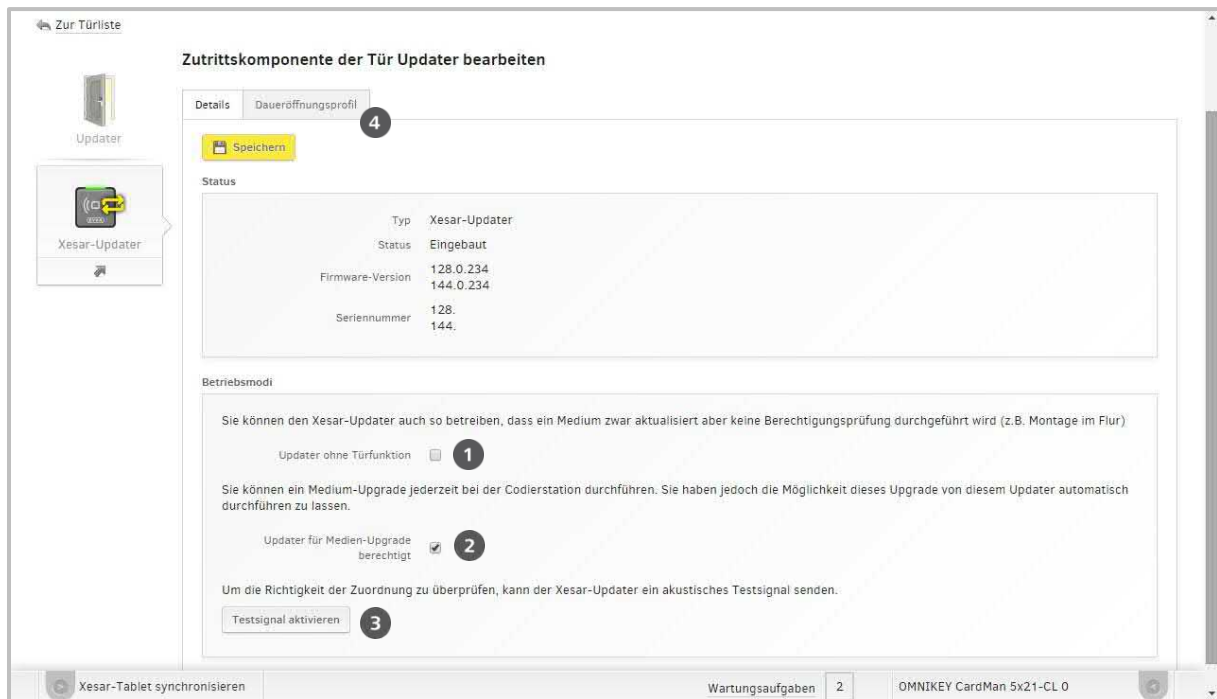 Zur Türliste
Zutrittskomponente der Tür Updater bearbeiten
Details
Daueröffnungsprofil
4
Updater
Speichern
Status
Xesar-Updater
Typ Xesar-Updater
Status Eingebaut
Firmware-Version 128.0.234
144.0.234
Seriennummer 128.
144.
Betriebsmodi
Sie können den Xesar-Updater auch so betreiben, dass ein Medium zwar aktualisiert aber keine Berechtigungsprüfung durchgeführt wird (z.B. Montage im Flur)
Updater ohne Türfunktion 1
Sie können ein Medium-Upgrade jederzeit bei der Codierstation durchführen. Sie haben jedoch die Möglichkeit dieses Upgrade von diesem Updater automatisch
durchführen zu lassen.
Updater für Medien-Upgrade
berechtigt 2
Um die Richtigkeit der Zuordnung zu überprüfen, kann der Xesar-Updater ein akustisches Testsignal senden.
Testsignal aktivieren 3
Xesar-Tablet synchronisieren
Wartungsaufgaben 2
OMNIKEY CardMan 5x21-CL 0